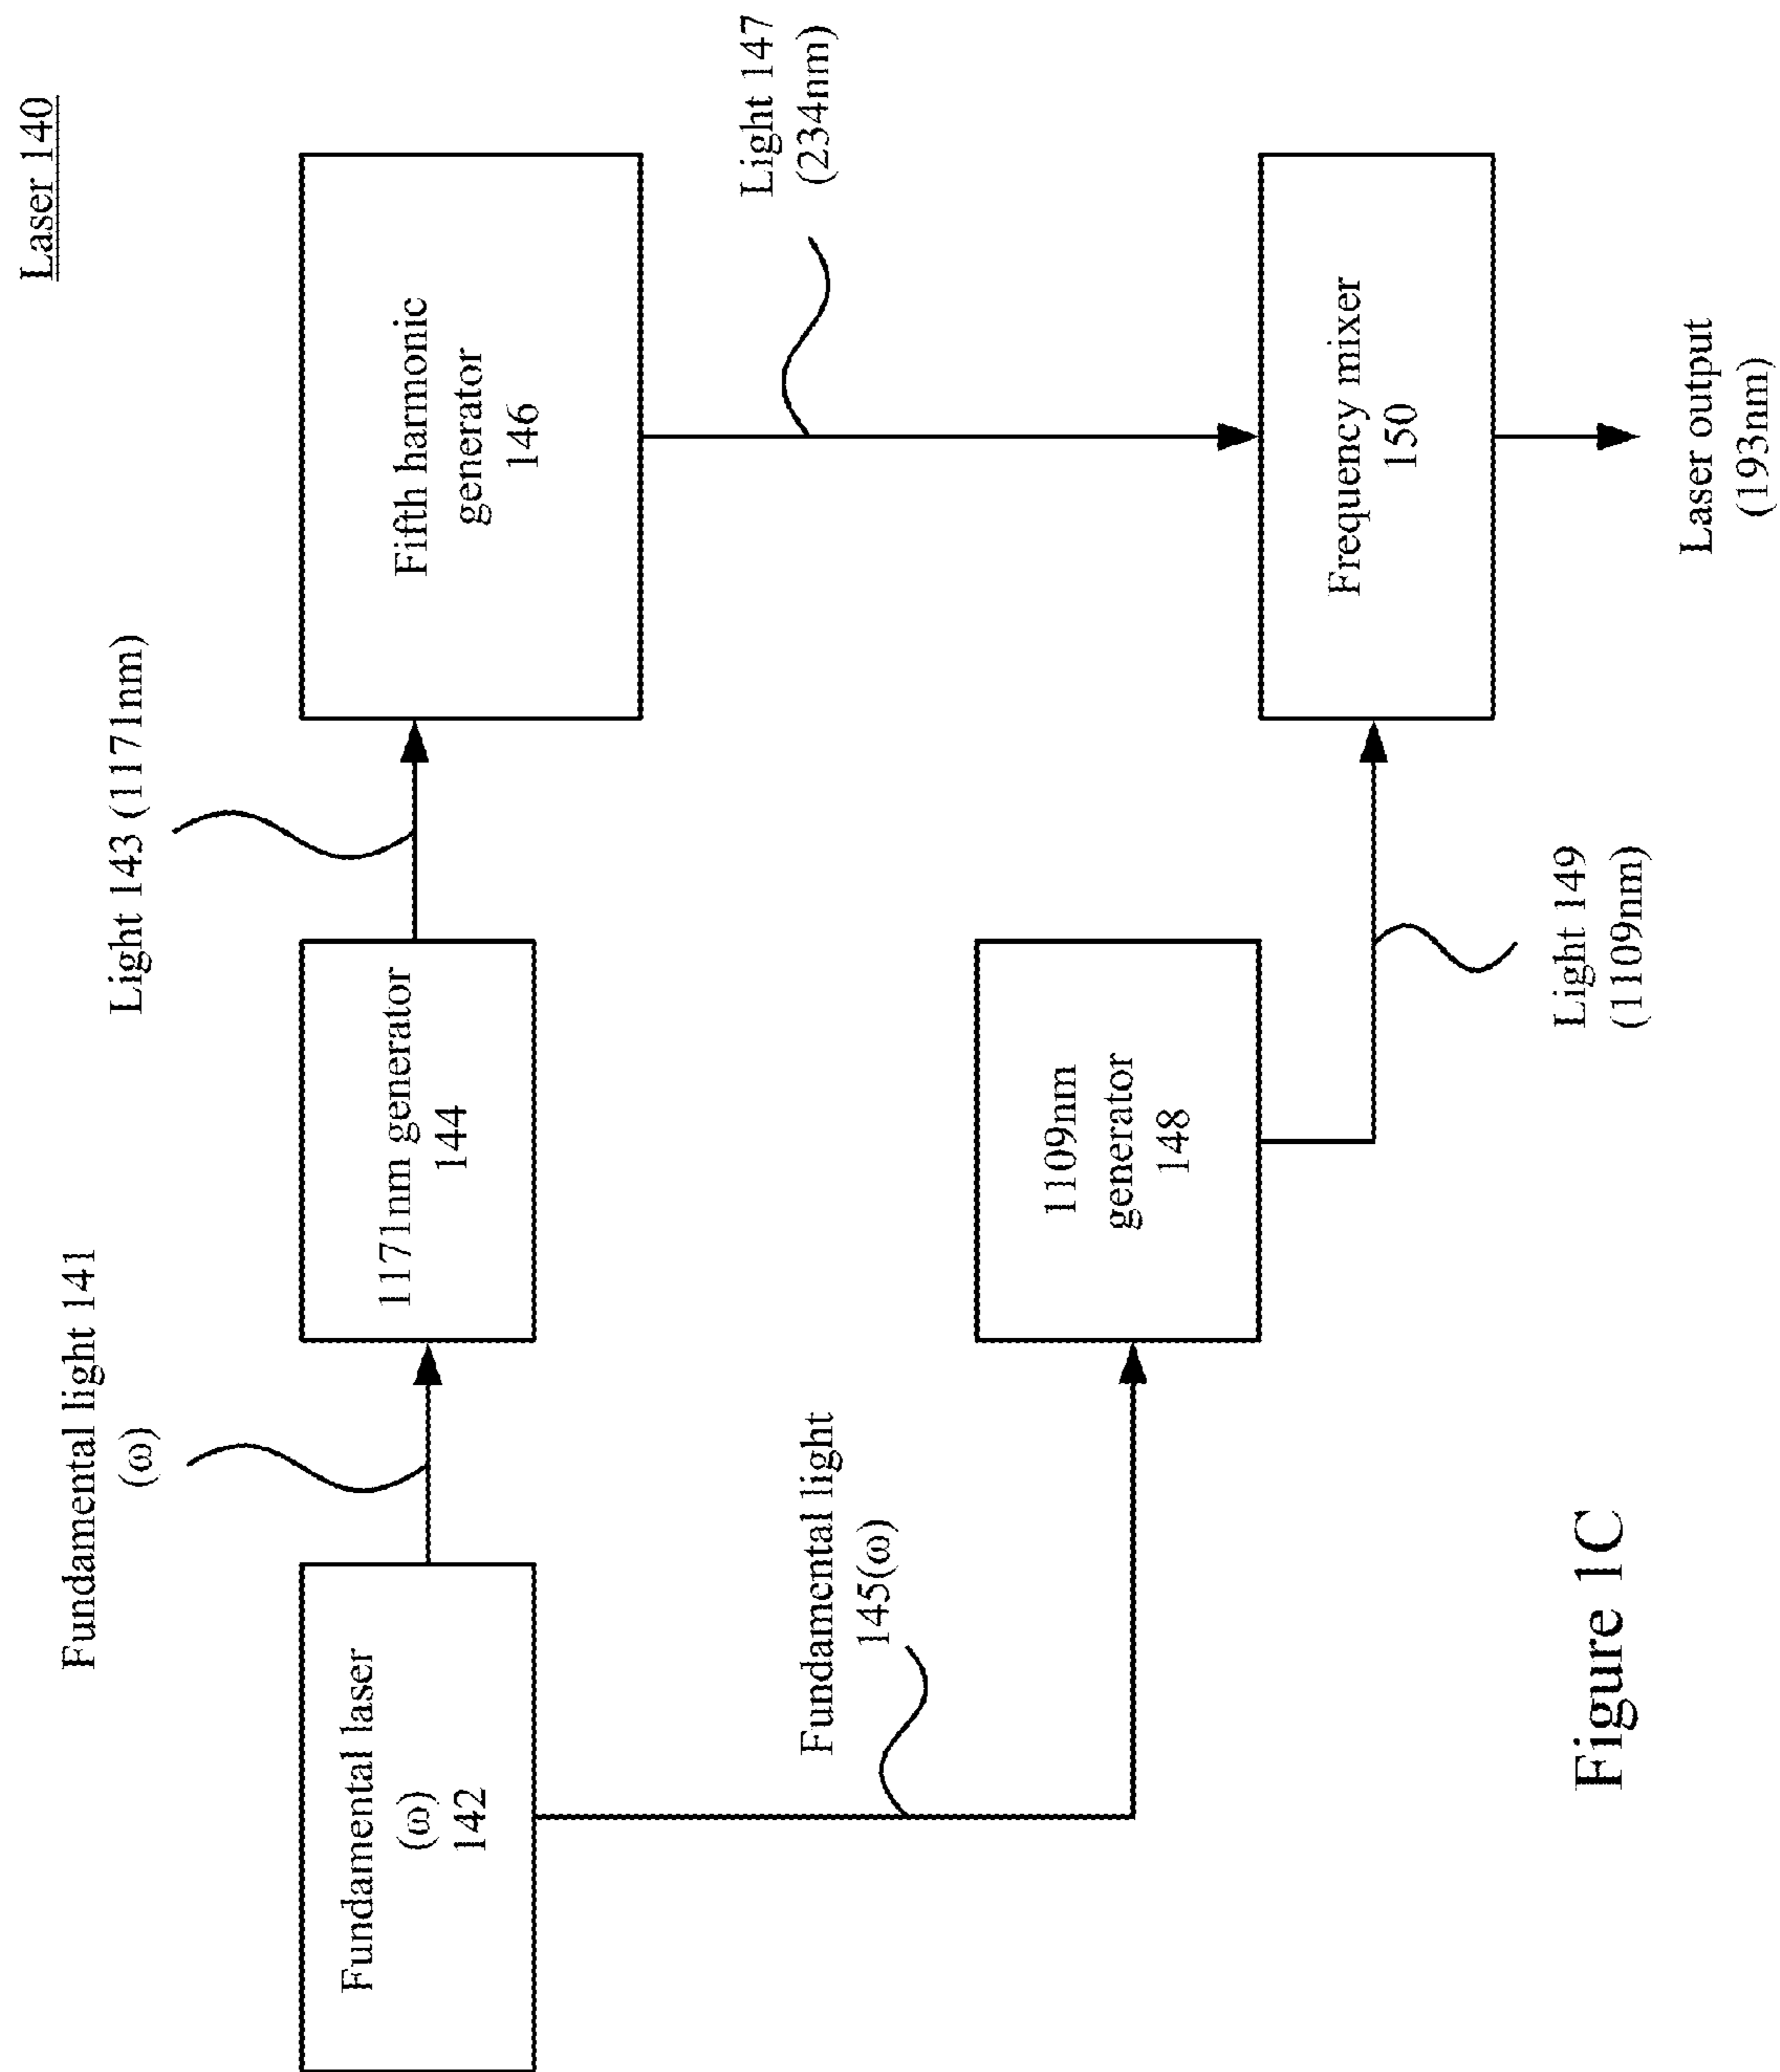 Laser 140
Fundamental light 141
(ω)
Light 143 (1171nm)
Fundamental laser
(ω)
142
1171nm generator
144
Fifth harmonic
generator
146
Light 147
(234nm)
Fundamental light
145(ω)
1109nm
generator
148
Frequency mixer
150
Light 149
(1109nm)
Laser output
(193nm)
Figure 1C